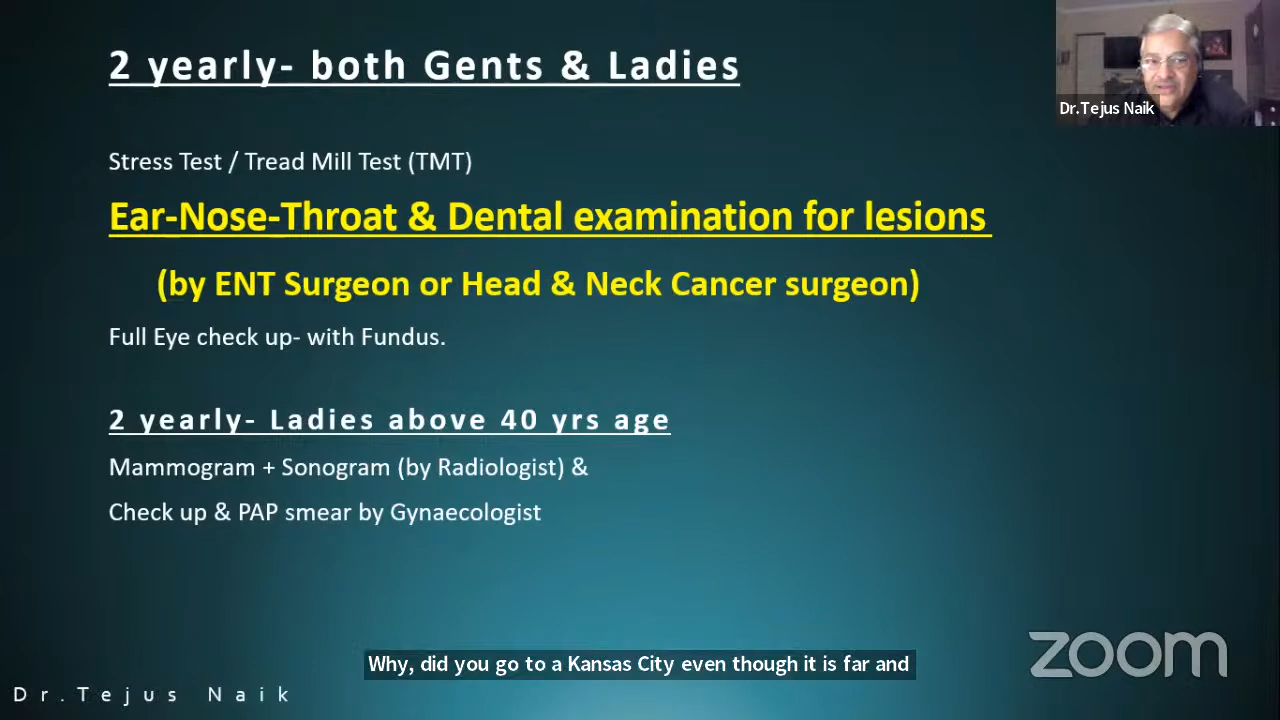 2 yearly- both Gents & Ladies
Dr.Tejus Naik
Stress Test / Tread Mill Test (TMT)
Ear-Nose-Throat & Dental examination for lesions
(by ENT Surgeon or Head & Neck Cancer surgeon)
Full Eye check up- with Fundus.
2 yearly- Ladies above 40 yrs age
Mammogram + Sonogram (by Radiologist) &
Check up & PAP smear by Gynaecologist
Why, did you go to a Kansas City even though it is far and
zoom
Dr.Tejus Naik